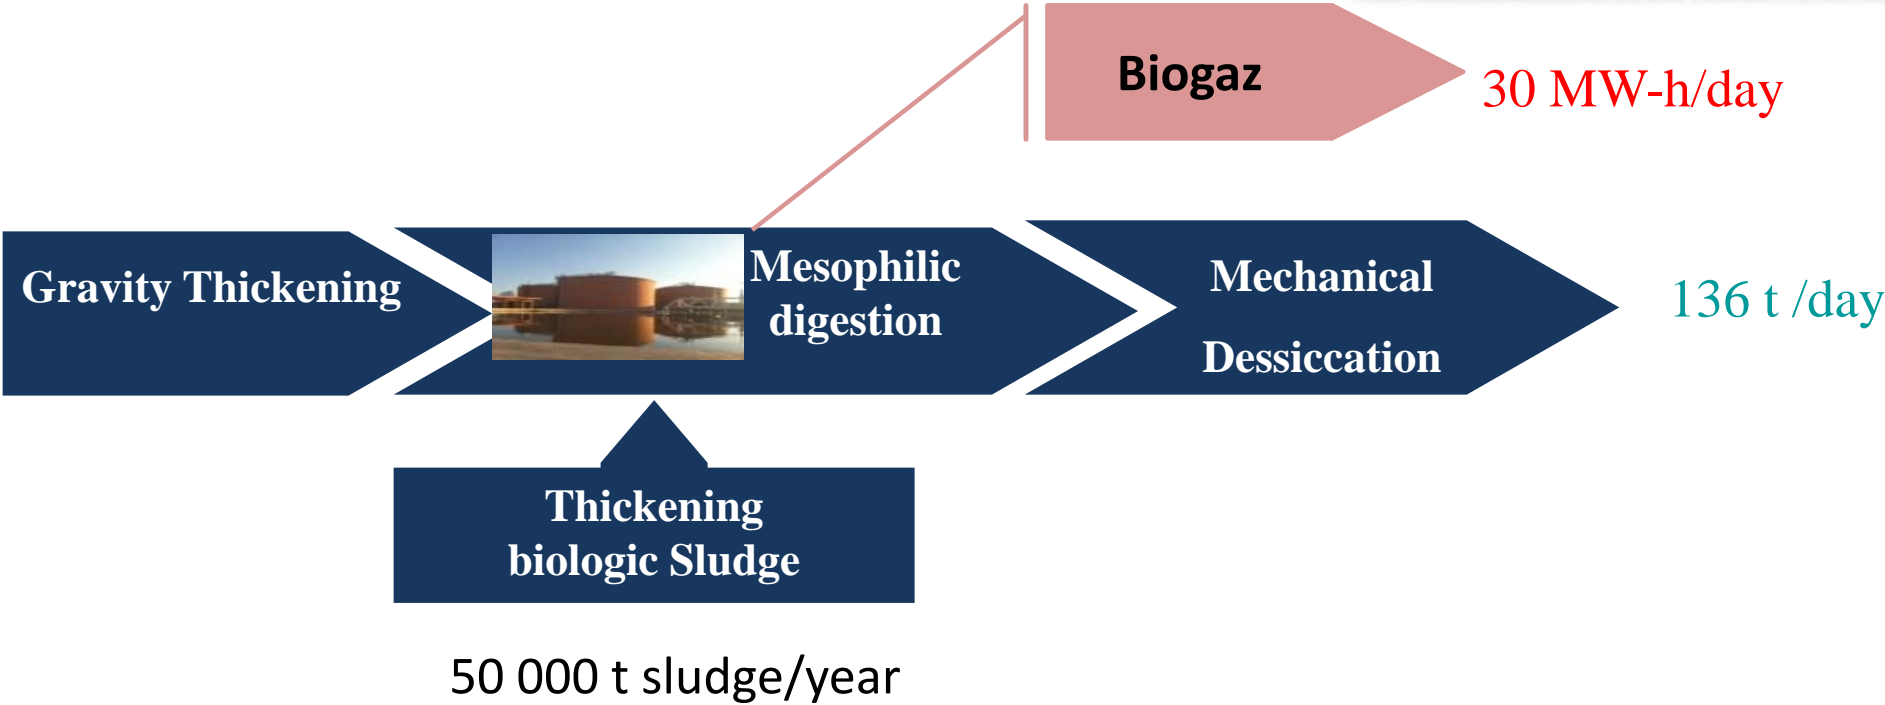 Biogaz
30 MW-h/day
Gravity Thickening
Mesophilic
digestion
Mechanical
Dessiccation
136 t /day
Thickening
biologic Sludge
50 000 t sludge/year